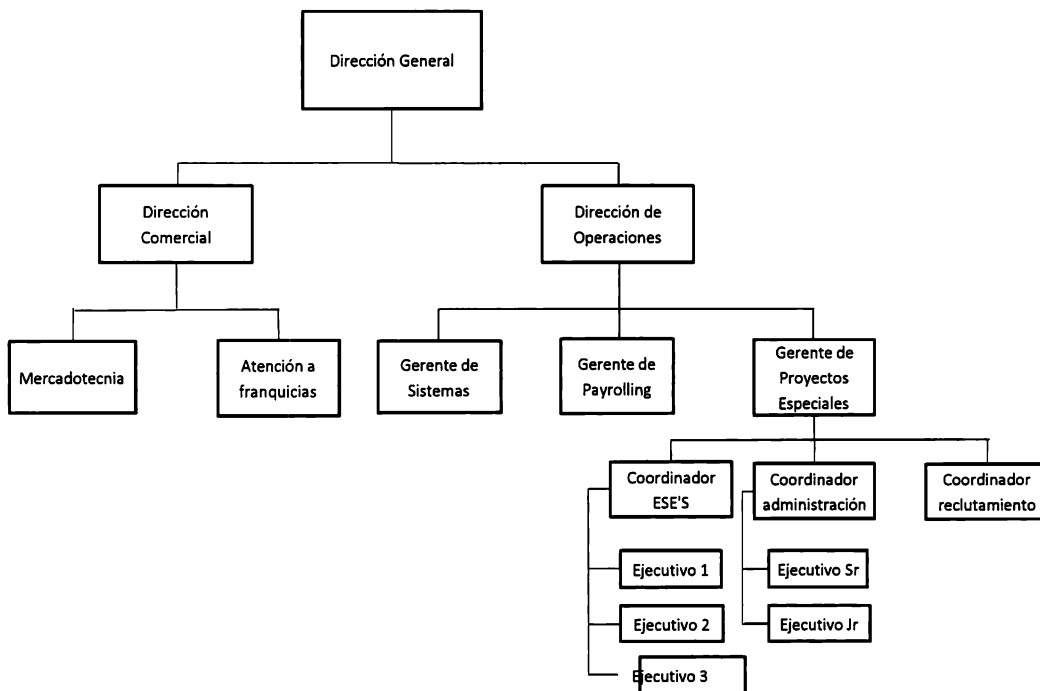 Dirección General
Dirección
Comercial
Dirección de
Operaciones
Mercadotecnia
Atención a
franquicias
Gerente de
Sistemas
Gerente de
Payrolling
Gerente de
Proyectos
Especiales
Coordinador
ESE'S
Coordinador
administración
Coordinador
reclutamiento
Ejecutivo 1
Ejecutivo Sr
Ejecutivo 2
Ejecutivo Jr
Ejecutivo 3